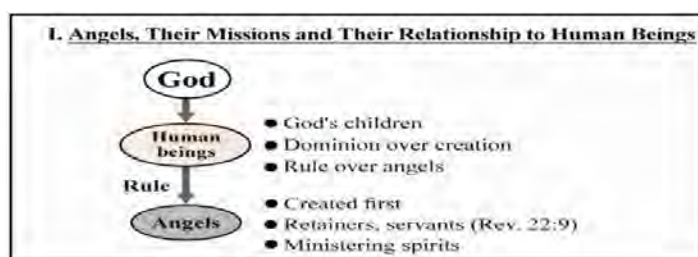 I. Angels, Their Missions and Their Relationship to Human Beings
God
Human
beings
● God's children
● Dominion over creation
● Rule over angels
Rule
Angels
● Created first
● Retainers, servants (Rev. 22:9)
● Ministering spirits